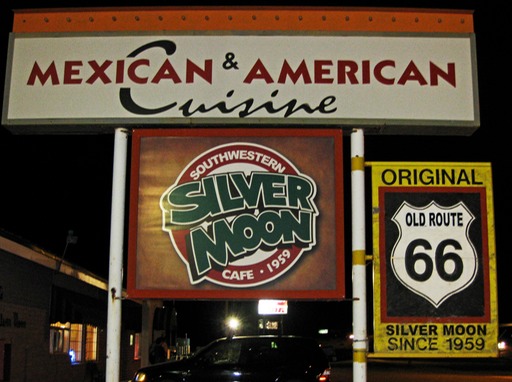 MEXICAN & AMERICAN
Cuisine
SOUTHWESTERN
SILVER
MOON
CAFE · 1959
ORIGINAL
OLD ROUTE
66
SILVER MOON
SINCE 1959